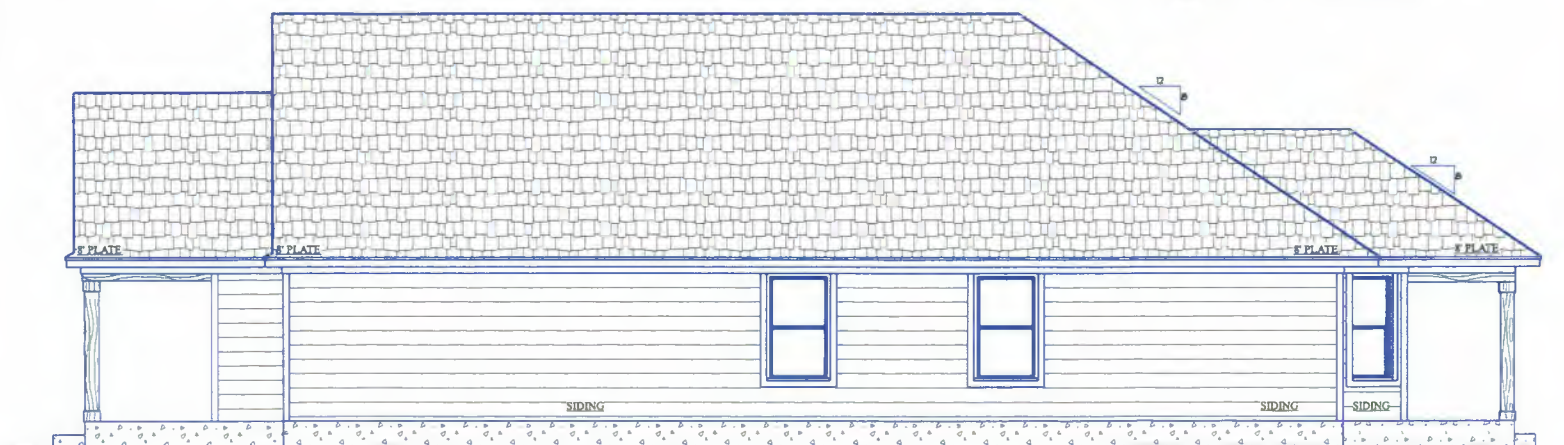 12
8
12
8
8' PLATE
8' PLATE
8' PLATE
8' PLATE
SIDING
SIDING
SIDING